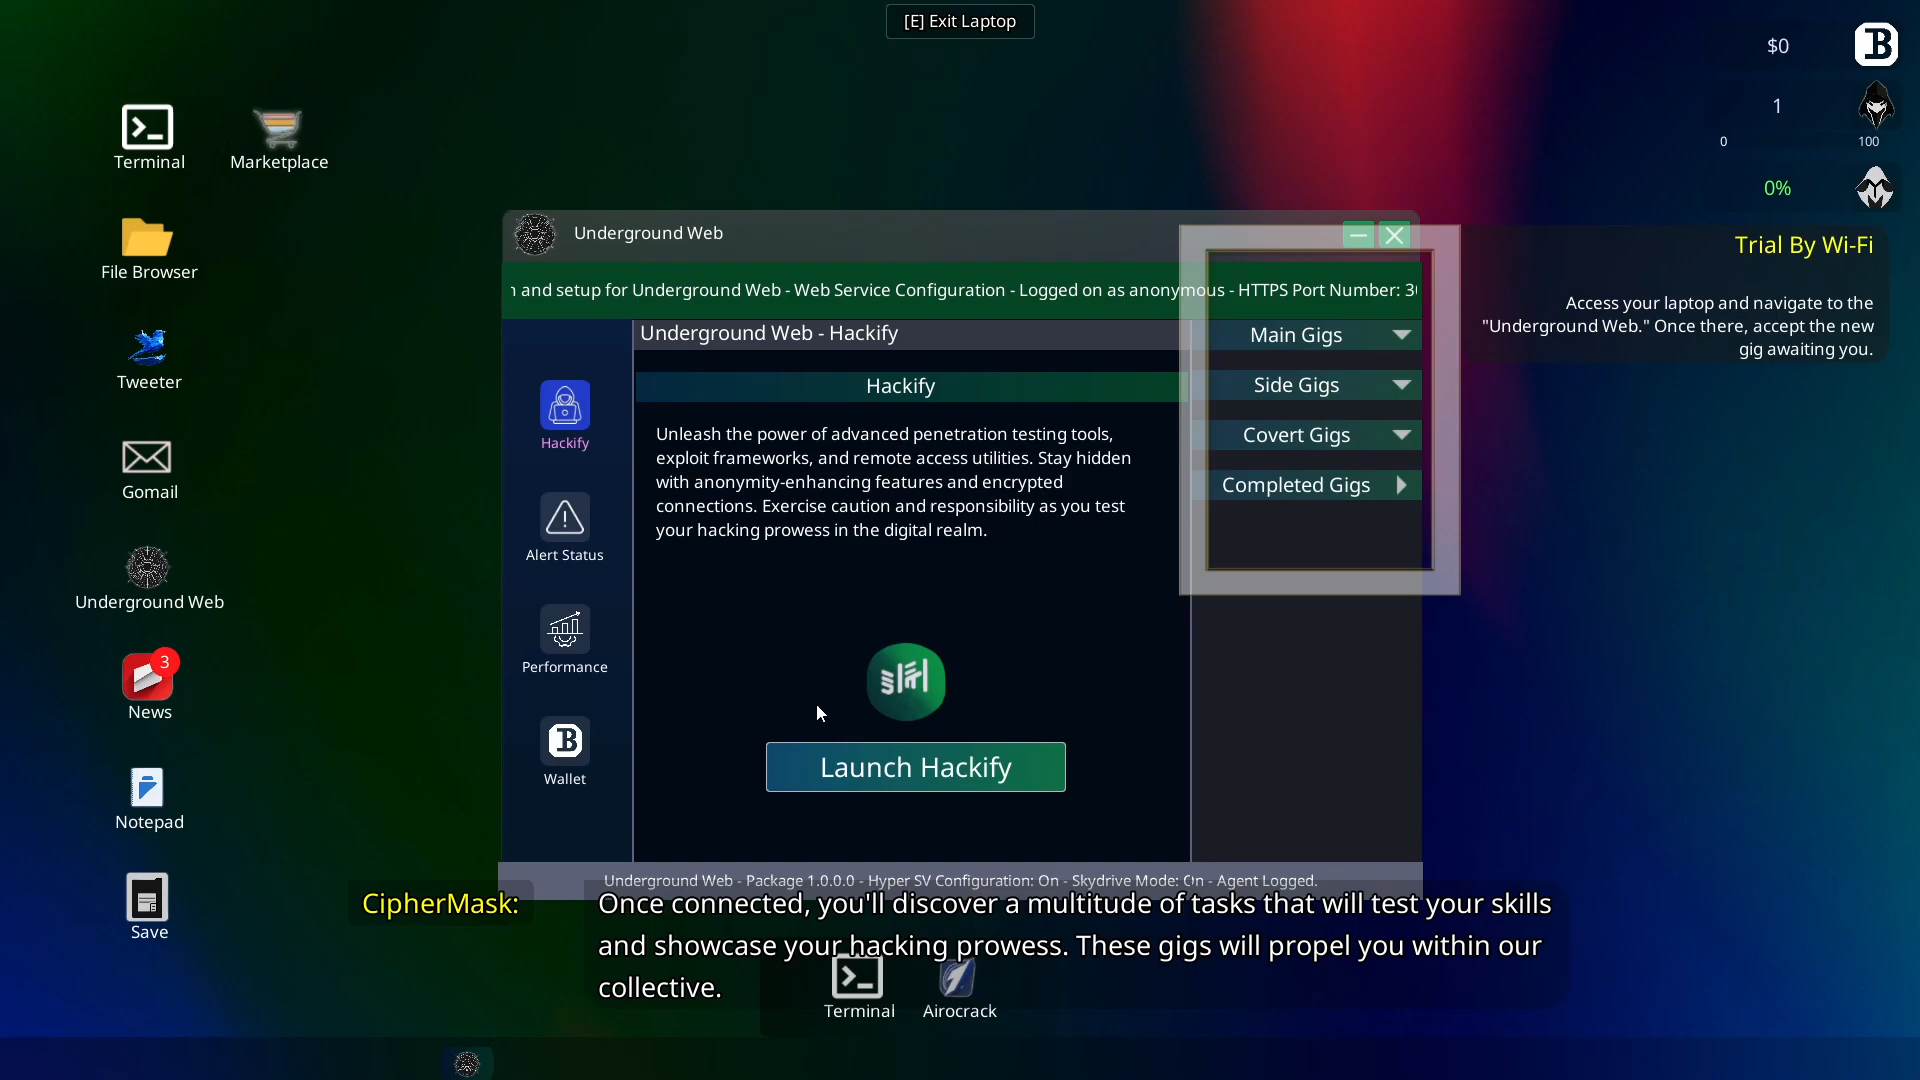 [E] Exit Laptop
$0
1
0 100
0%
Trial By Wi-Fi
Access your laptop and navigate to the
"Underground Web." Once there, accept the new
gig awaiting you.
Terminal
Marketplace
File Browser
Tweeter
Gomail
Underground Web
3
News
Notepad
Save
Underground Web
and setup for Underground Web - Web Service Configuration - Logged on as anonymous - HTTPS Port Number:
Underground Web - Hackify
Hackify
Alert Status
Performance
Wallet
Hackify
Unleash the power of advanced penetration testing tools,
exploit frameworks, and remote access utilities. Stay hidden
with anonymity-enhancing features and encrypted
connections. Exercise caution and responsibility as you test
your hacking prowess in the digital realm.
Launch Hackify
Main Gigs
Side Gigs
Covert Gigs
Completed Gigs
Underground Web - Package 1.0.0.0 - Hyper SV Configuration: On - Skydrive Mode: On - Agent Logged.
CipherMask:
Once connected, you'll discover a multitude of tasks that will test your skills
and showcase your hacking prowess. These gigs will propel you within our
collective.
Terminal
Airocrack